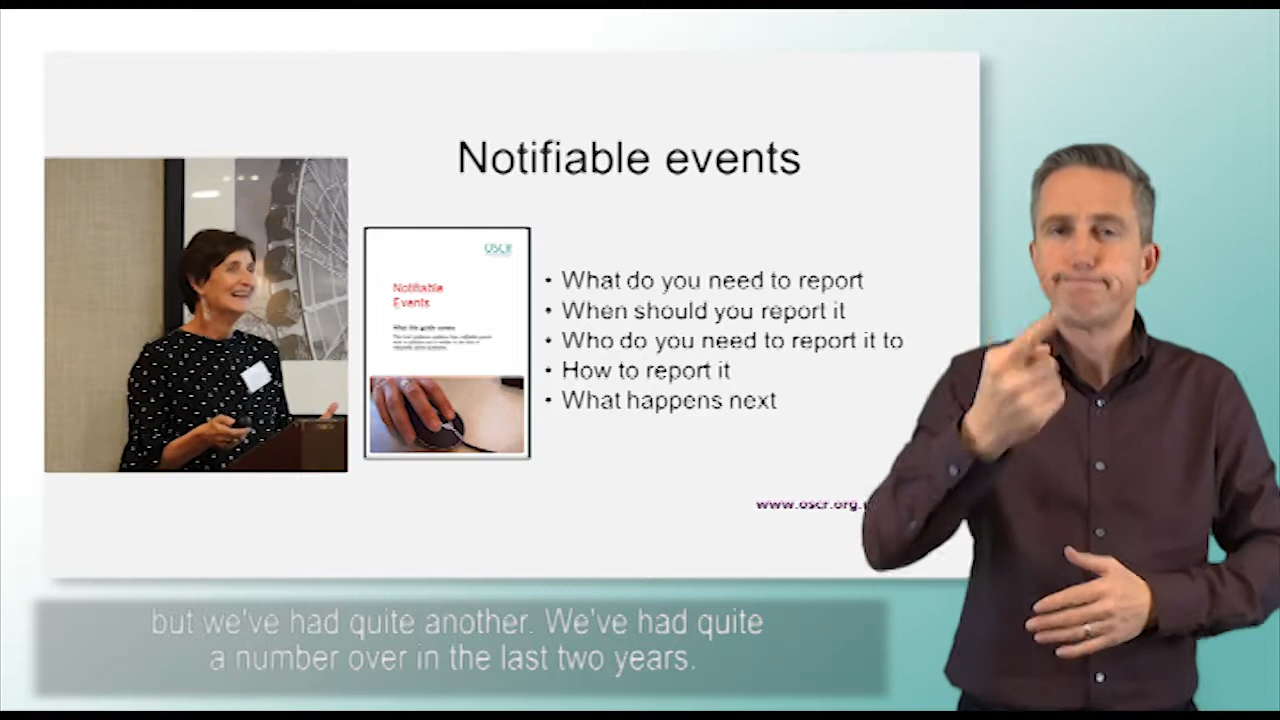 Notifiable events
OSCR
Notifiable
Events
• What do you need to report
• When should you report it
• Who do you need to report it to
• How to report it
• What happens next
www.oscr.org.
but we've had quite another. We've had quite
a number over in the last two years.